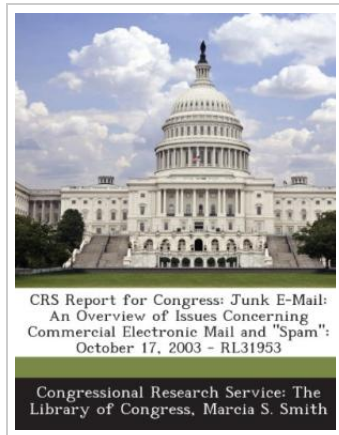 CRS Report for Congress: Junk E-Mail:
An Overview of Issues Concerning
Commercial Electronic Mail and "Spam":
October 17, 2003 - RL31953
Congressional Research Service: The
Library of Congress, Marcia S. Smith